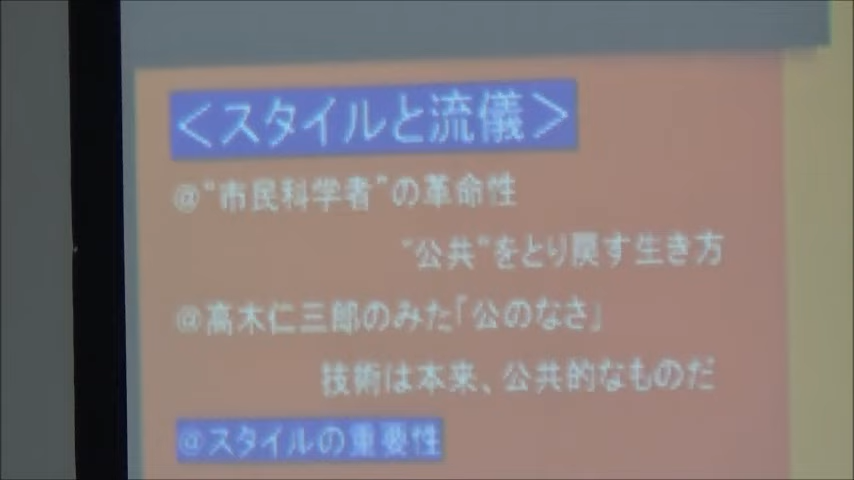 ＜スタイルと流儀＞
＠“市民科学者”の革命性
“公共”をとり戻す生き方
＠高木仁三郎のみた「公のなさ」
技術は本来、公共的なものだ
＠スタイルの重要性